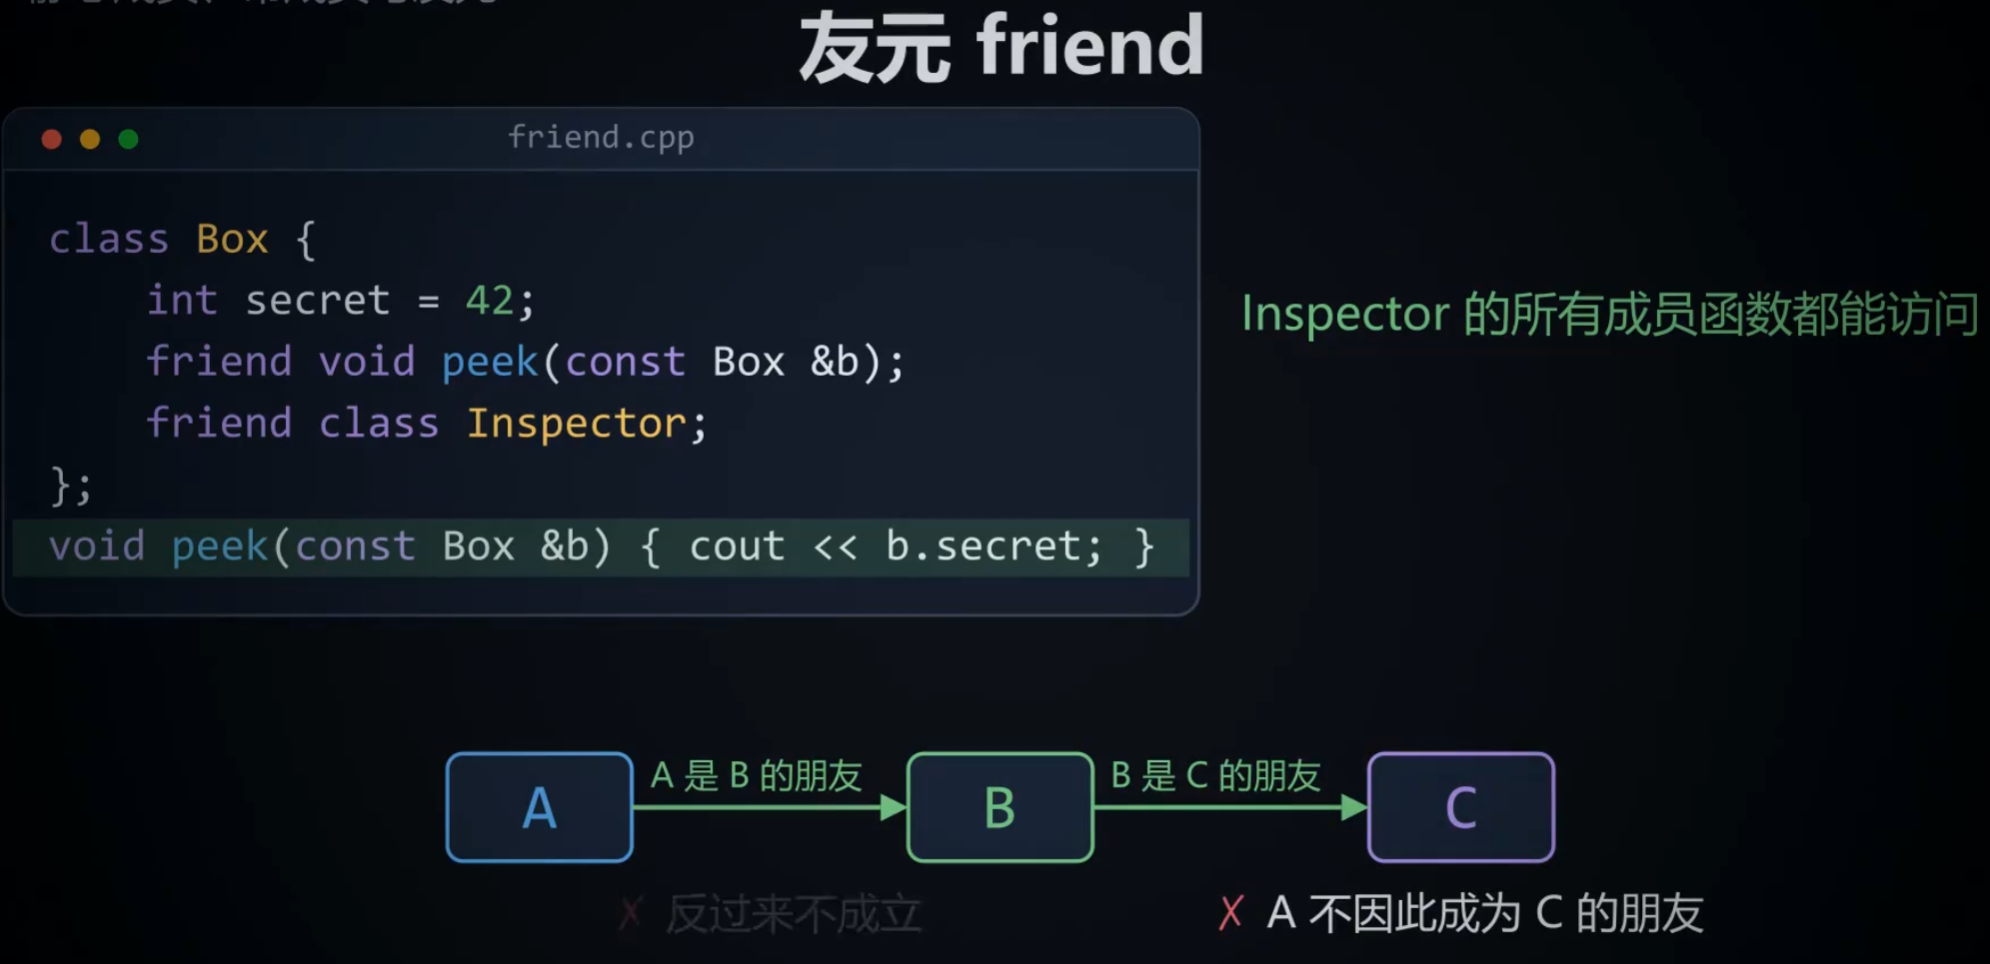 友元 friend
friend.cpp
class Box {
    int secret = 42;
    friend void peek(const Box &b);
    friend class Inspector;
};
void peek(const Box &b) { cout << b.secret; }
Inspector 的所有成员函数都能访问
A
A 是 B 的朋友
B
B 是 C 的朋友
C
✗ 反过来不成立
✗ A 不因此成为 C 的朋友